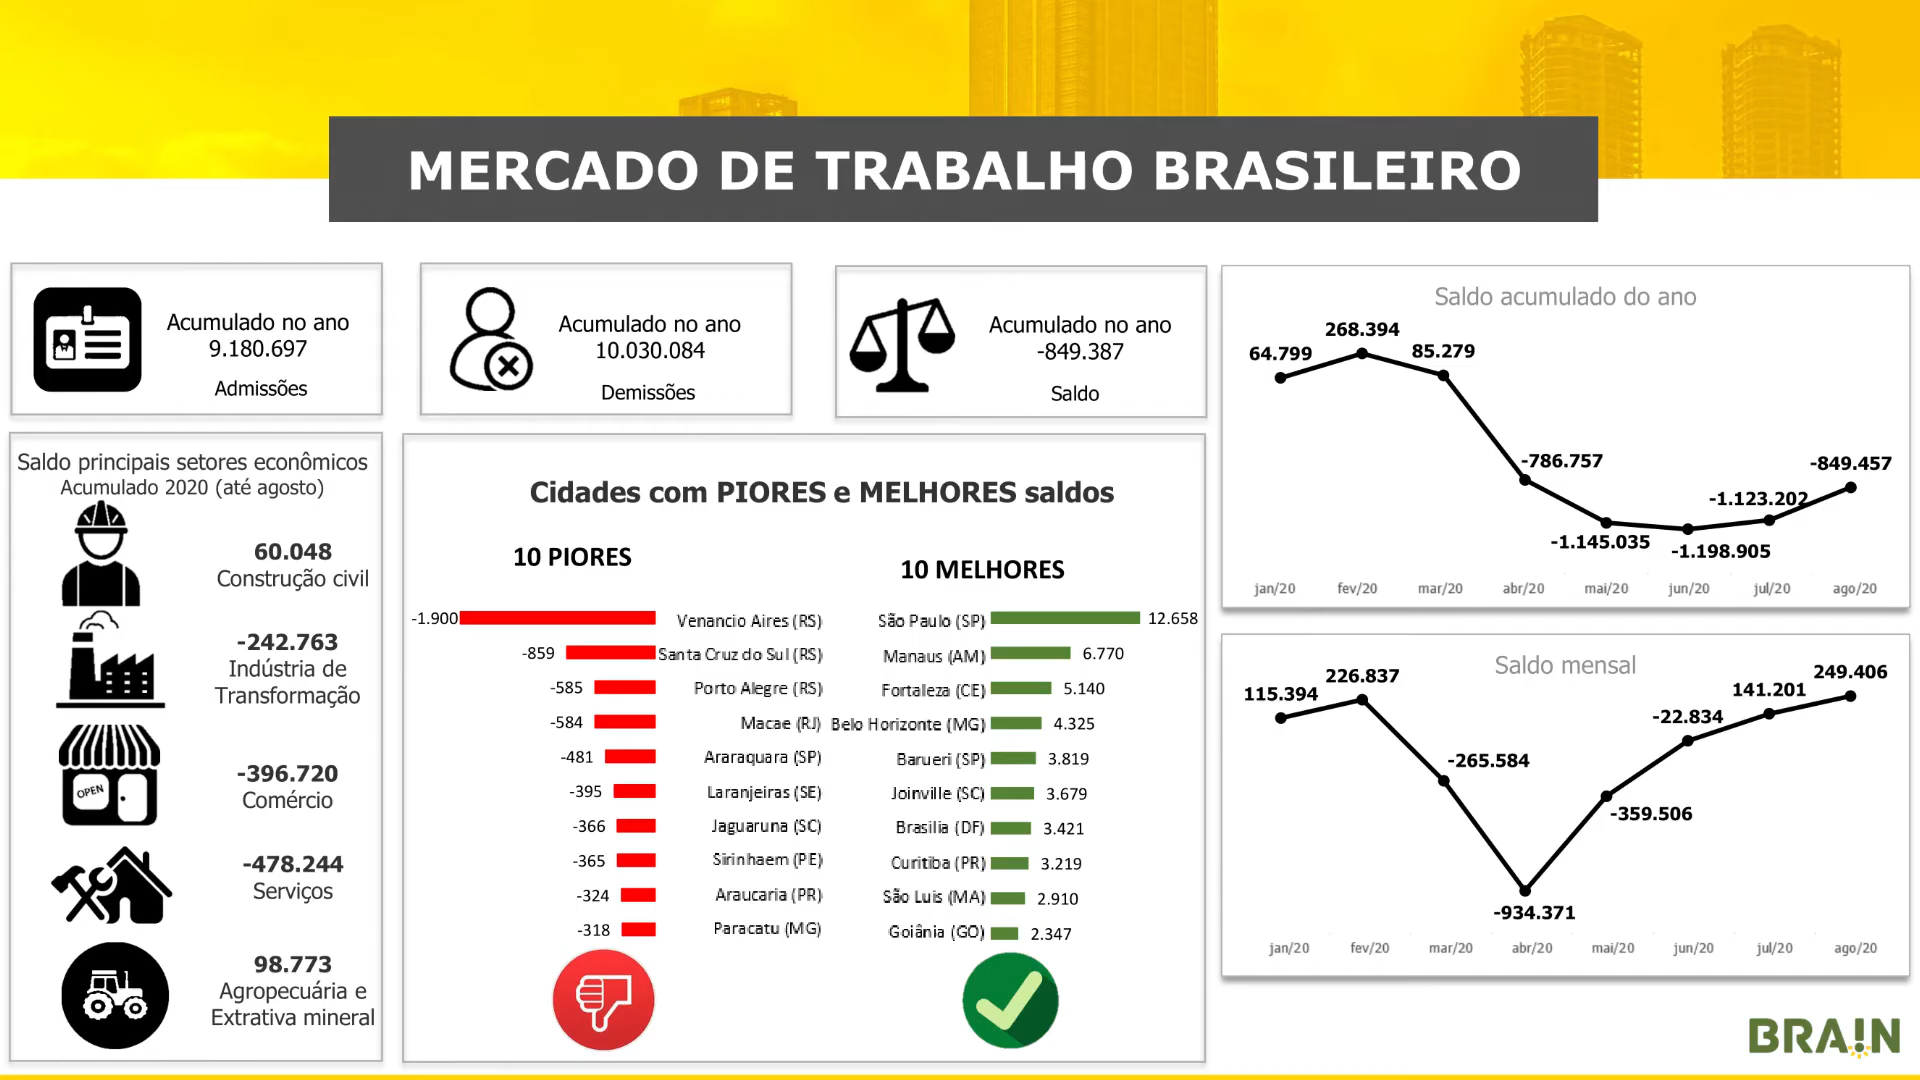 MERCADO DE TRABALHO BRASILEIRO
Acumulado no ano
9.180.697
Admissões
Acumulado no ano
10.030.084
Demissões
Acumulado no ano
-849.387
Saldo
Saldo principais setores econômicos
Acumulado 2020 (até agosto)
60.048
Construção civil
-242.763
Indústria de
Transformação
OPEN
-396.720
Comércio
-478.244
Serviços
98.773
Agropecuária e
Extrativa mineral
Cidades com PIORES e MELHORES saldos
10 PIORES
-1.900 Venancio Aires (RS)
-859 Santa Cruz do Sul (RS)
-585 Porto Alegre (RS)
-584 Macae (RJ)
-481 Araraquara (SP)
-395 Laranjeiras (SE)
-366 Jaguaruna (SC)
-365 Sirinhaem (PE)
-324 Araucaria (PR)
-318 Paracatu (MG)
10 MELHORES
São Paulo (SP) 12.658
Manaus (AM) 6.770
Fortaleza (CE) 5.140
Belo Horizonte (MG) 4.325
Barueri (SP) 3.819
Joinville (SC) 3.679
Brasilia (DF) 3.421
Curitiba (PR) 3.219
São Luis (MA) 2.910
Goiânia (GO) 2.347
Saldo acumulado do ano
64.799
268.394
85.279
-786.757
-1.145.035
-1.198.905
-1.123.202
-849.457
jan/20 fev/20 mar/20 abr/20 mai/20 jun/20 jul/20 ago/20
Saldo mensal
115.394
226.837
-265.584
-934.371
-359.506
-22.834
141.201
249.406
jan/20 fev/20 mar/20 abr/20 mai/20 jun/20 jul/20 ago/20
BRA!N